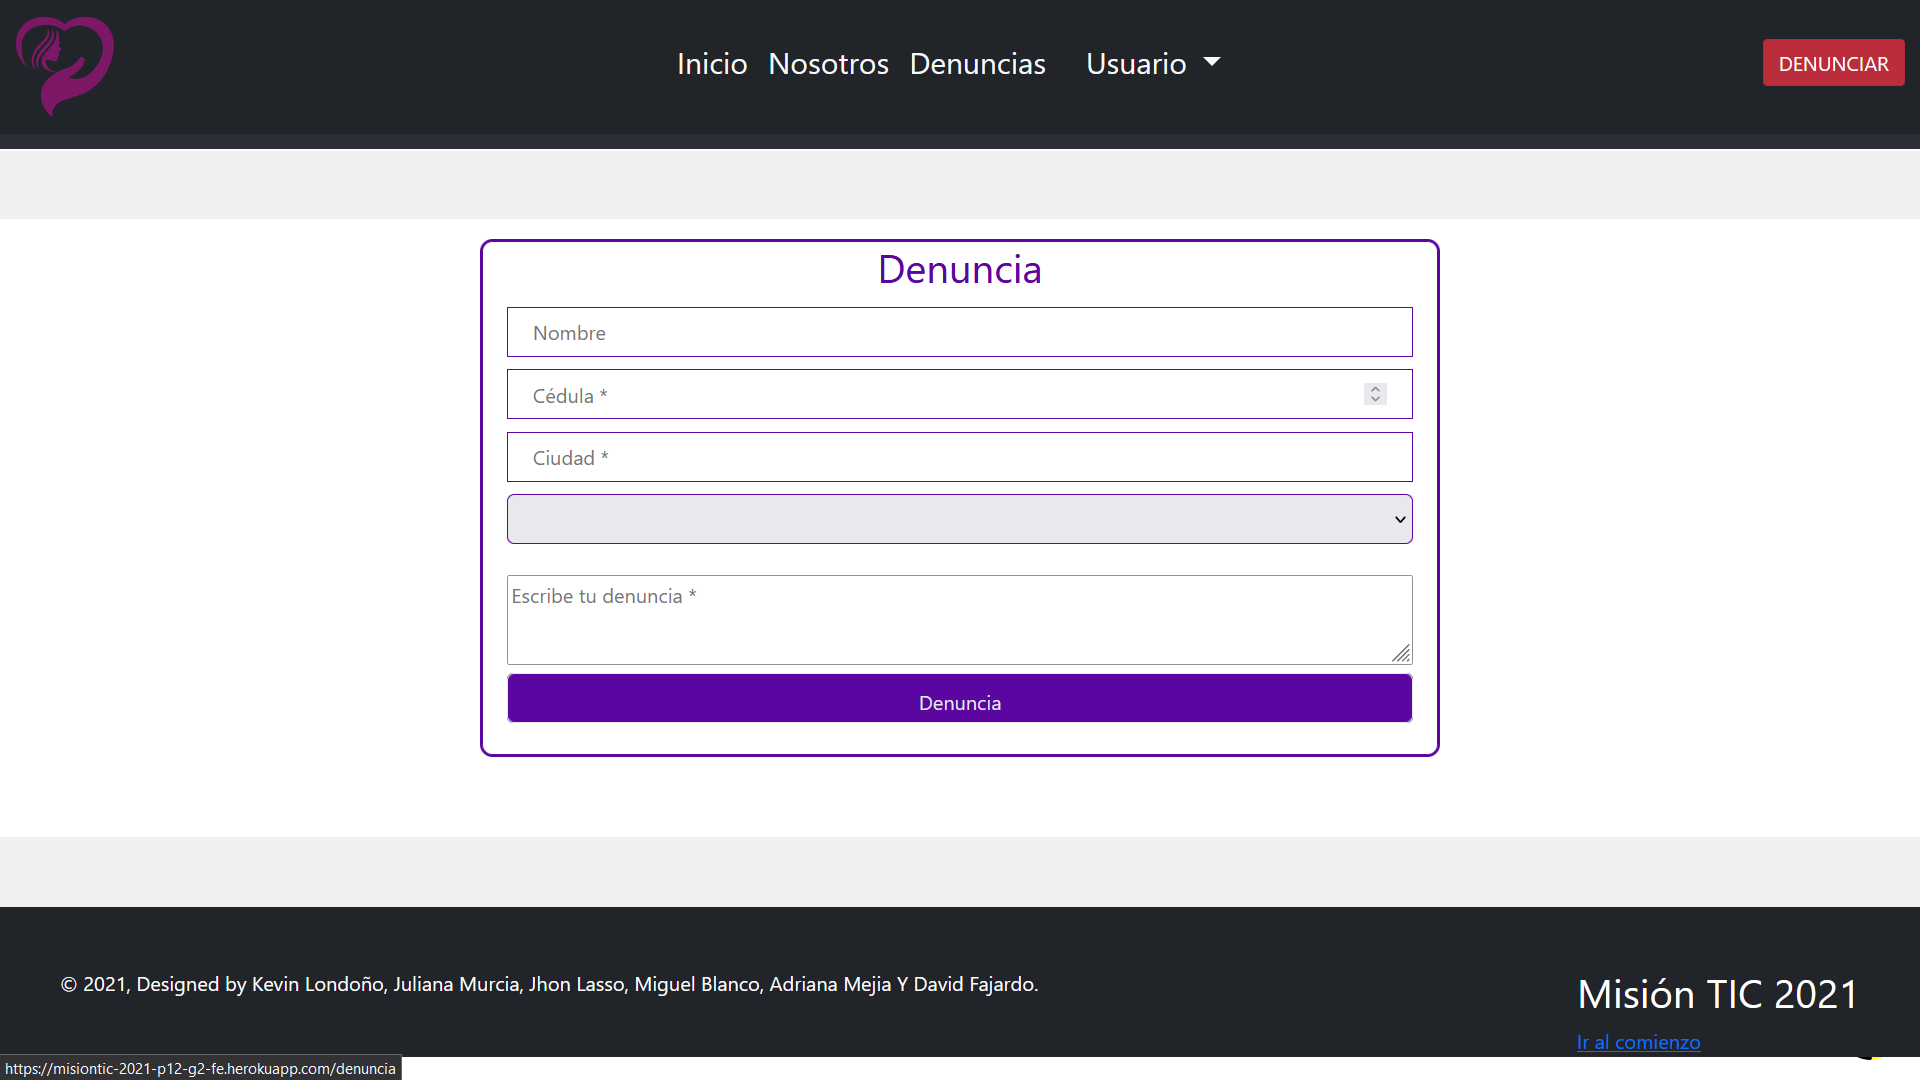 Inicio Nosotros Denuncias Usuario DENUNCIAR
Denuncia
Nombre
Cédula *
Ciudad *
Escribe tu denuncia *
Denuncia
© 2021, Designed by Kevin Londoño, Juliana Murcia, Jhon Lasso, Miguel Blanco, Adriana Mejia Y David Fajardo.
Misión TIC 2021
Ir al comienzo
https://misiontic-2021-p12-g2-fe.herokuapp.com/denuncia